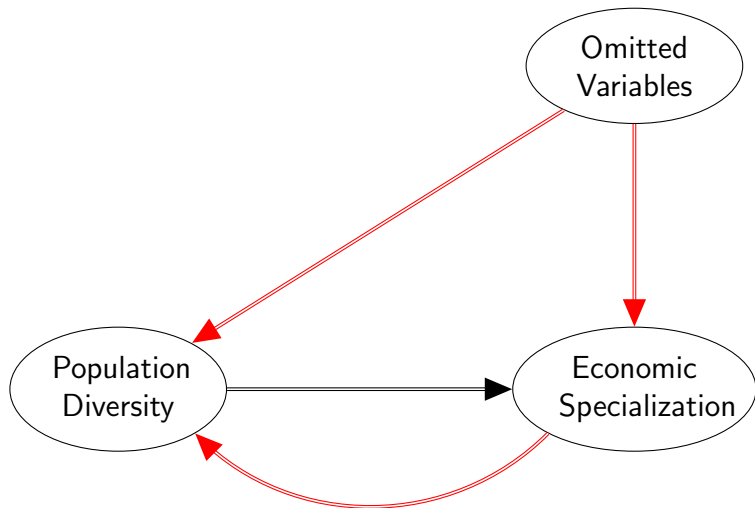 Omitted
Variables
Population
Diversity
Economic
Specialization